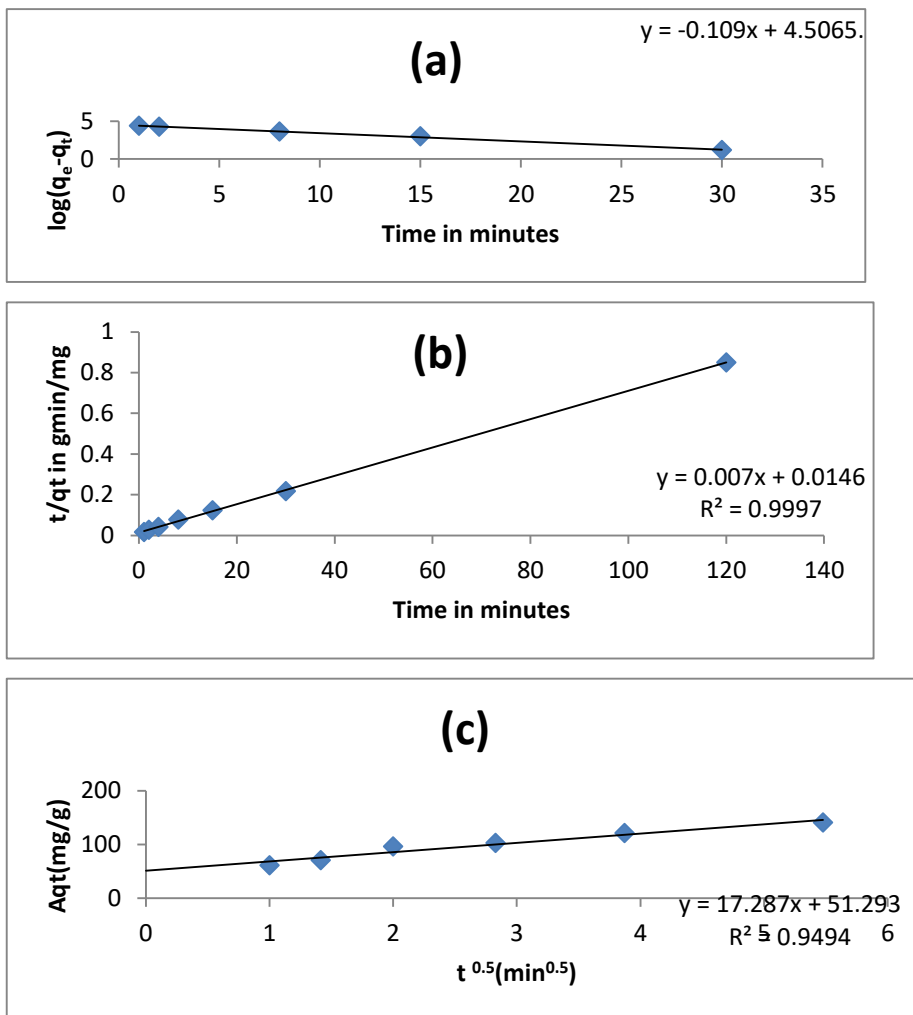 y = -0.109x + 4.5065.
(a)
log(qe-qt)
5
0
0 5 10 15 20 25 30 35
Time in minutes
(b)
t/qt in gmin/mg
1
0.8
0.6
0.4
0.2
0
y = 0.007x + 0.0146
R² = 0.9997
0 20 40 60 80 100 120 140
Time in minutes
(c)
Aqt(mg/g)
200
100
0
y = 17.287x + 51.293
R² = 0.9494
0 1 2 3 4 5 6
t 0.5(min0.5)